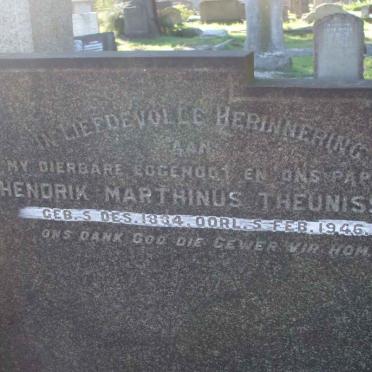 IN LIEFDEVOLLE HERINNERING
AAN
MY DIERBARE EGGENOOT EN ONS PAP
HENDRIK MARTHINUS THEUNISS
GEB. 5 DES. 1884. OORL. 5 FEB. 1946.
ONS DANK GOD DIE GEWER VIR HOM